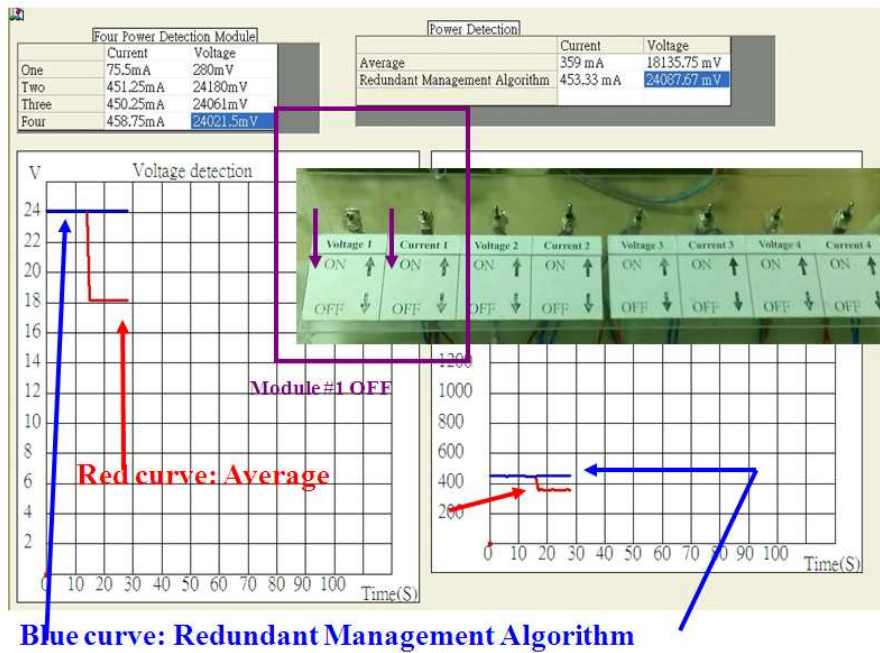 Four Power Detection Module
Current Voltage
One 75.5mA 280mV
Two 451.25mA 24180mV
Three 450.25mA 24061mV
Four 458.75mA 24021.5mV
Power Detection
Current Voltage
Average 359 mA 18135.75 mV
Redundant Management Algorithm 453.33 mA 24087.67 mV
V Voltage detection
24
22
20
18
16
14
12
10
8
6
4
2
0 10 20 30 40 50 60 70 80 90 100
Time(S)
Voltage 1 Current 1 Voltage 2 Current 2 Voltage 3 Current 3 Voltage 4 Current 4
ON ON ON ON ON ON ON ON
OFF OFF OFF OFF OFF OFF OFF OFF
Module #1 OFF
1200
1000
800
600
400
200
0 10 20 30 40 50 60 70 80 90 100
Time(S)
Red curve: Average
Blue curve: Redundant Management Algorithm